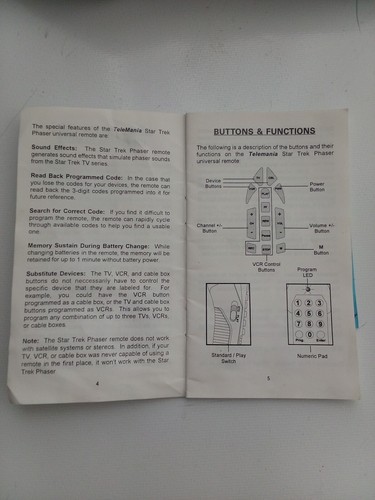 The special features of the TeleMania Star Trek
Phaser universal remote are:
Sound Effects: The Star Trek Phaser remote
generates sound effects that simulate phaser sounds
from the Star Trek TV series.
Read Back Programmed Code: In the case that
you lose the codes for your devices, the remote can
read back the 3-digit codes programmed into it for
future reference.
Search for Correct Code: If you find it difficult to
program the remote, the remote can rapidly cycle
through available codes to help you find a usable
one.
Memory Sustain During Battery Change: While
changing batteries in the remote, the memory will be
retained for up to 1 minute without battery power.
Substitute Devices: The TV, VCR, and cable box
buttons do not neccessarily have to control the
specific device that they are labeled for. For
example, you could have the VCR button
programmed as a cable box, or the TV and cable box
buttons programmed as VCRs. This allows you to
program any combination of up to three TVs, VCRs,
or cable boxes.
Note: The Star Trek Phaser remote does not work
with satellite systems or stereos. In addition, if your
TV, VCR, or cable box was never capable of using a
remote in the first place, it won't work with the Star
Trek Phaser.
4
BUTTONS & FUNCTIONS
The following is a description of the buttons and their
functions on the Telemania Star Trek Phaser
universal remote:
Device
Buttons
Power
Button
Channel +/-
Button
Volume +/-
Button
M
Button
VCR Control
Buttons
Program
LED
1 2 3
4 5 6
7 8 9
0
Prog. Enter
Standard / Play
Switch
Numeric Pad
5